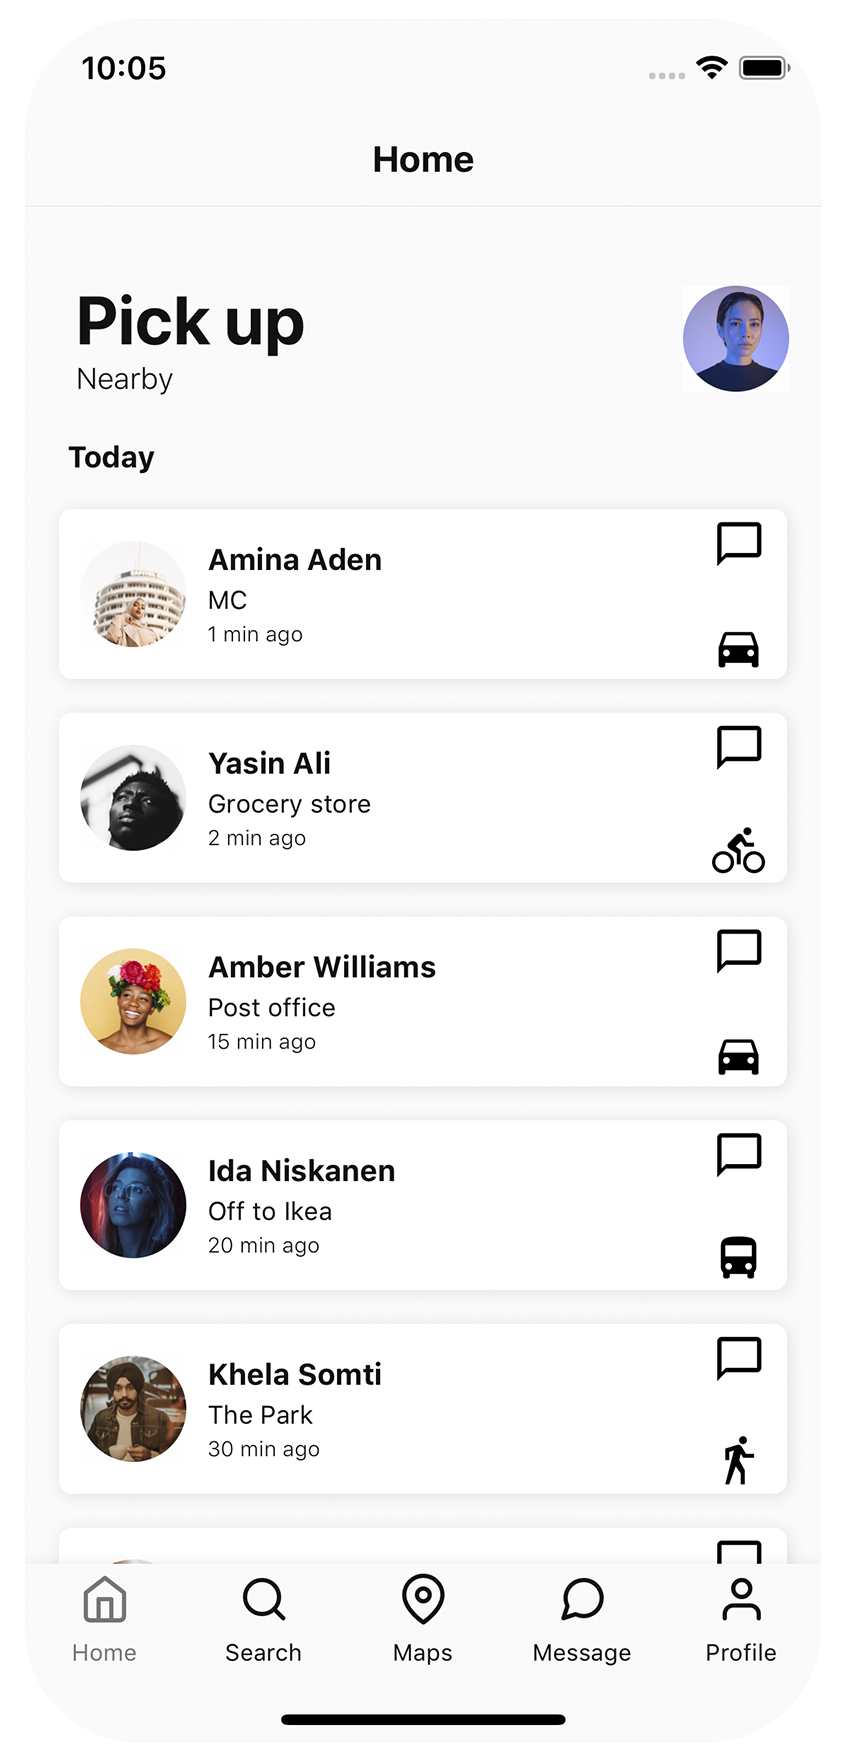 10:05
Home
Pick up
Nearby
Today
Amina Aden
MC
1 min ago
Yasin Ali
Grocery store
2 min ago
Amber Williams
Post office
15 min ago
Ida Niskanen
Off to Ikea
20 min ago
Khela Somti
The Park
30 min ago
Home Search Maps Message Profile